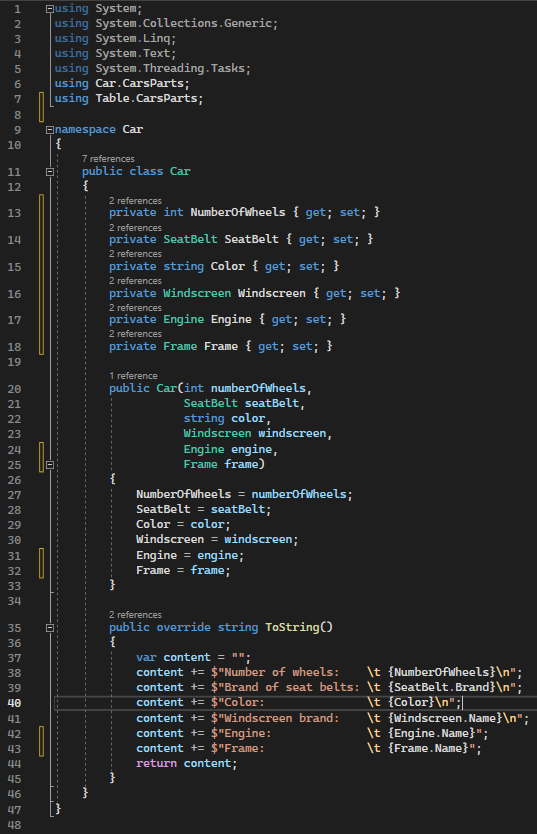 1 using System;
2 using System.Collections.Generic;
3 using System.Linq;
4 using System.Text;
5 using System.Threading.Tasks;
6 using Car.CarsParts;
7 using Table.CarsParts;
8
9 namespace Car
10 {
7 references
11 public class Car
12 {
2 references
13 private int NumberOfWheels { get; set; }
2 references
14 private SeatBelt SeatBelt { get; set; }
2 references
15 private string Color { get; set; }
2 references
16 private Windscreen Windscreen { get; set; }
2 references
17 private Engine Engine { get; set; }
2 references
18 private Frame Frame { get; set; }
19
1 reference
20 public Car(int numberOfWheels,
21 SeatBelt seatBelt,
22 string color,
23 Windscreen windscreen,
24 Engine engine,
25 Frame frame)
26 {
27 NumberOfWheels = numberOfWheels;
28 SeatBelt = seatBelt;
29 Color = color;
30 Windscreen = windscreen;
31 Engine = engine;
32 Frame = frame;
33 }
34
2 references
35 public override string ToString()
36 {
37 var content = "";
38 content += $"Number of wheels:    \t {NumberOfWheels}\n";
39 content += $"Brand of seat belts: \t {SeatBelt.Brand}\n";
40 content += $"Color:               \t {Color}\n";
41 content += $"Windscreen brand:    \t {Windscreen.Name}\n";
42 content += $"Engine:              \t {Engine.Name}";
43 content += $"Frame:               \t {Frame.Name}";
44 return content;
45 }
46 }
47 }
48